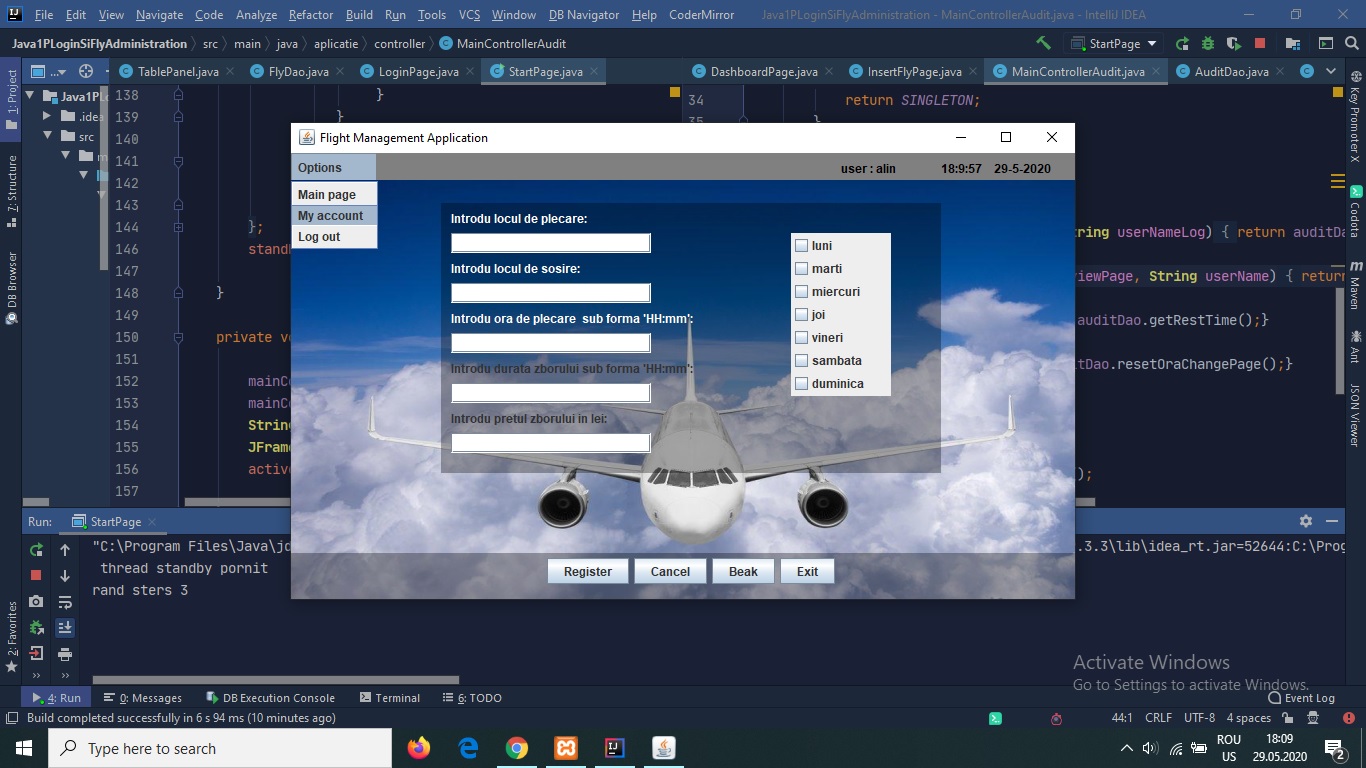 File Edit View Navigate Code Analyze Refactor Build Run Tools VCS Window DB Navigator Help CoderMirror Java1PLoginSiFlyAdministration - MainControllerAudit.java - IntelliJ IDEA
Java1PLoginSiFlyAdministration src main java aplicatie controller MainControllerAudit StartPage
1: Project
7: Structure
DB Browser
2: Favorites
... TablePanel.java FlyDao.java LoginPage.java StartPage.java DashboardPage.java InsertFlyPage.java MainControllerAudit.java AuditDao.java
Java1PLo
.idea
src
m
138 }
139 }
140
141
142
143
144 };
146 standb
148 }
149
150 private vo
151
152 mainCo
153 mainCo
154 String
155 JFrame
156 active
157
34 return SINGLETON;
35 }
tring userNameLog) { return auditDa
viewPage, String userName) { return
auditDao.getRestTime();}
itDao.resetOraChangePage();}
);
Key Promoter X
Codota
Maven
Ant
JSON Viewer
Flight Management Application
Options user : alin 18:9:57 29-5-2020
Main page
My account
Log out
Introdu locul de plecare:
Introdu locul de sosire:
Introdu ora de plecare sub forma 'HH:mm':
Introdu durata zborului sub forma 'HH:mm':
Introdu pretul zborului in lei:
luni
marti
miercuri
joi
vineri
sambata
duminica
Register Cancel Beak Exit
Run: StartPage
"C:\Program Files\Java\jd .3.3\lib\idea_rt.jar=52644:C:\Prog
thread standby pornit
rand sters 3
Activate Windows
Go to Settings to activate Windows.
4: Run 0: Messages DB Execution Console Terminal 6: TODO Event Log
Build completed successfully in 6 s 94 ms (10 minutes ago) 44:1 CRLF UTF-8 4 spaces
Type here to search
ROU
US
18:09
29.05.2020
2